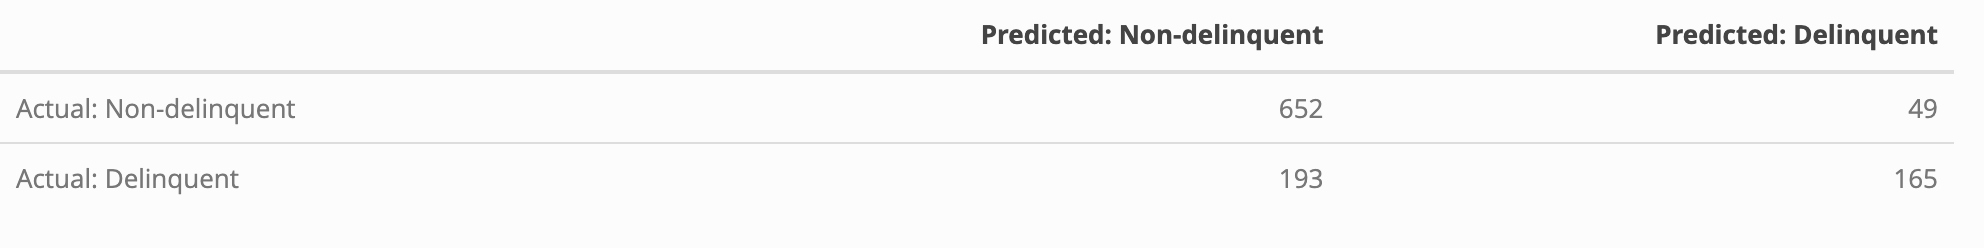 Predicted: Non-delinquent Predicted: Delinquent
Actual: Non-delinquent 652 49
Actual: Delinquent 193 165